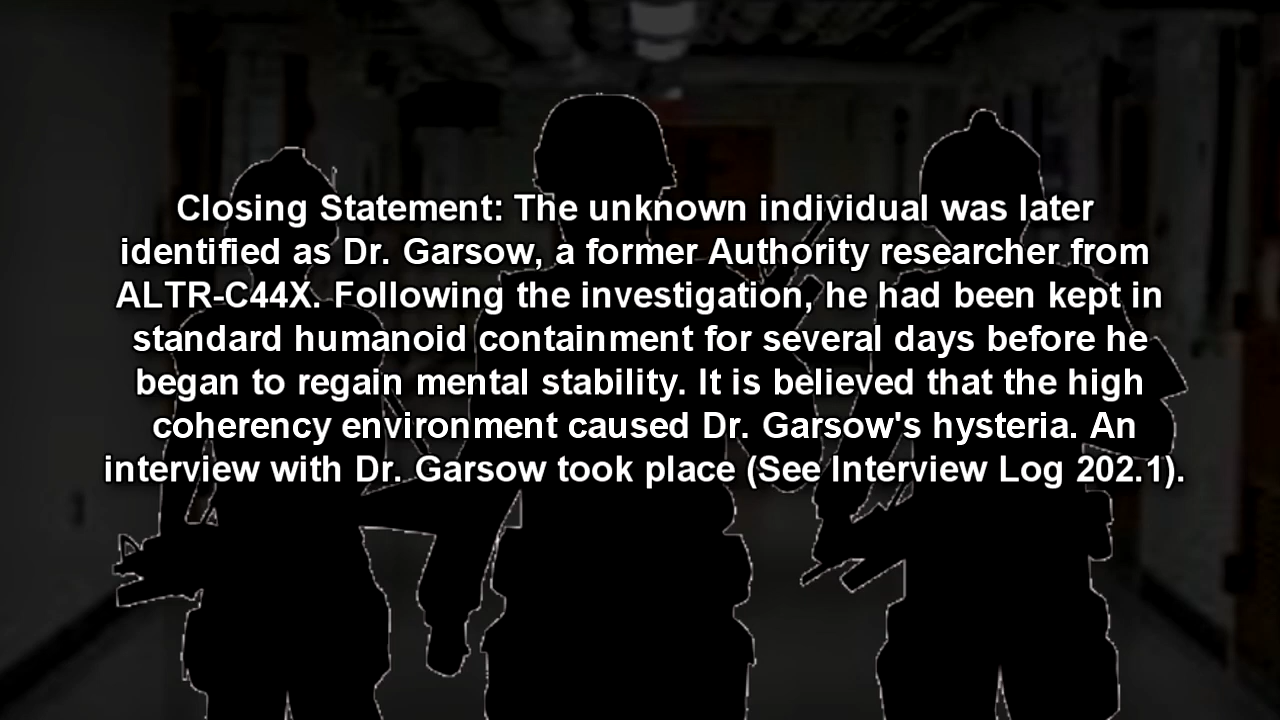 Closing Statement: The unknown individual was later
identified as Dr. Garsow, a former Authority researcher from
ALTR-C44X. Following the investigation, he had been kept in
standard humanoid containment for several days before he
began to regain mental stability. It is believed that the high
coherency environment caused Dr. Garsow's hysteria. An
interview with Dr. Garsow took place (See Interview Log 202.1).